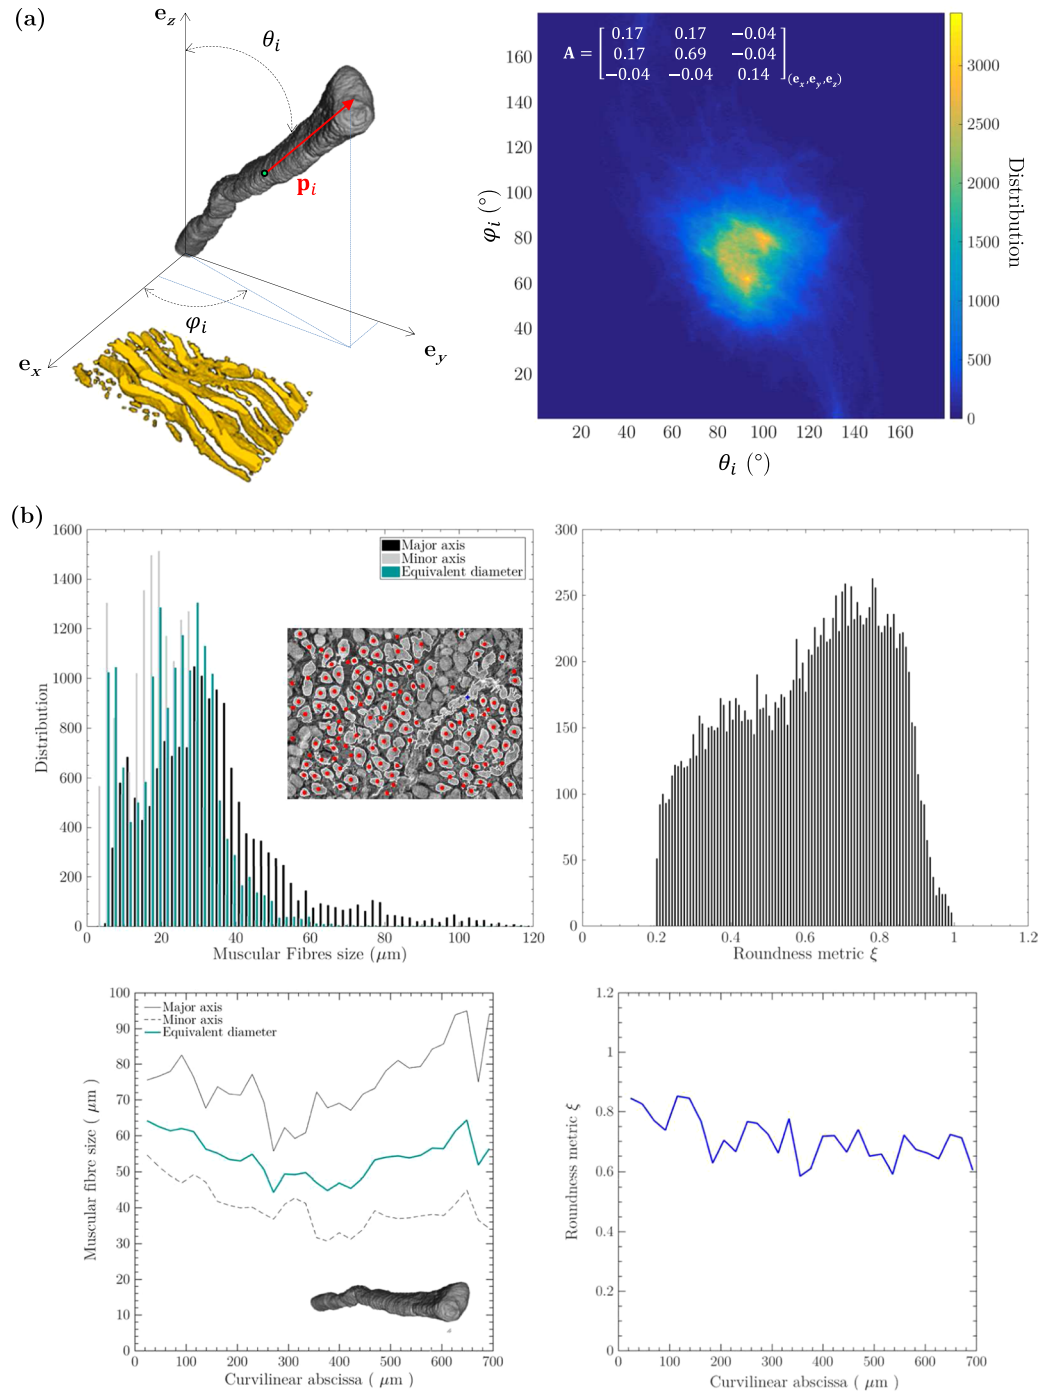 (a)
e_z
θ_i
p_i
φ_i
e_x
e_y
A = [ 0.17 0.17 −0.04
0.17 0.69 −0.04
−0.04 −0.04 0.14 ](e_x,e_y,e_z)
160
140
120
100
80
60
40
20
φ_i (°)
20 40 60 80 100 120 140 160
θ_i (°)
3000
2500
2000
1500
1000
500
0
Distribution
(b)
1600
1400
1200
1000
800
600
400
200
0
Distribution
Major axis
Minor axis
Equivalent diameter
0 20 40 60 80 100 120
Muscular Fibres size (μm)
300
250
200
150
100
50
0
0 0.2 0.4 0.6 0.8 1 1.2
Roundness metric ξ
100
90
80
70
60
50
40
30
20
10
0
Muscular fibre size ( μm )
Major axis
Minor axis
Equivalent diameter
0 100 200 300 400 500 600 700
Curvilinear abscissa ( μm )
1.2
1
0.8
0.6
0.4
0.2
0
Roundness metric ξ
0 100 200 300 400 500 600 700
Curvilinear abscissa ( μm )